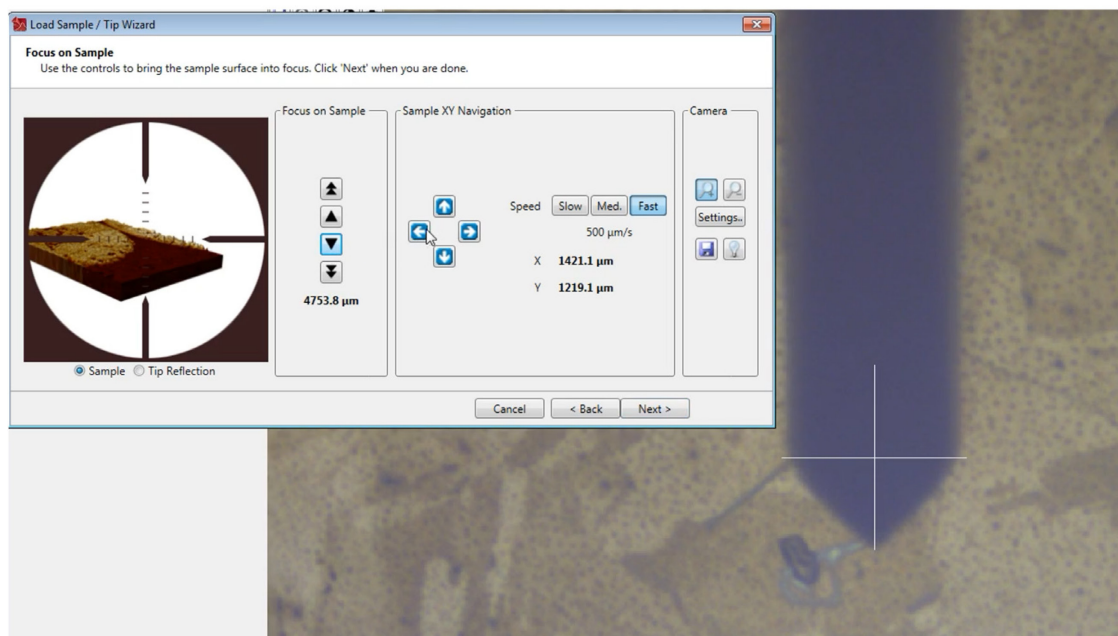 Load Sample / Tip Wizard
Focus on Sample
Use the controls to bring the sample surface into focus. Click 'Next' when you are done.
Focus on Sample
4753.8 µm
Sample
Tip Reflection
Sample XY Navigation
Speed Slow Med. Fast
500 µm/s
X 1421.1 µm
Y 1219.1 µm
Camera
Settings..
Cancel < Back Next >